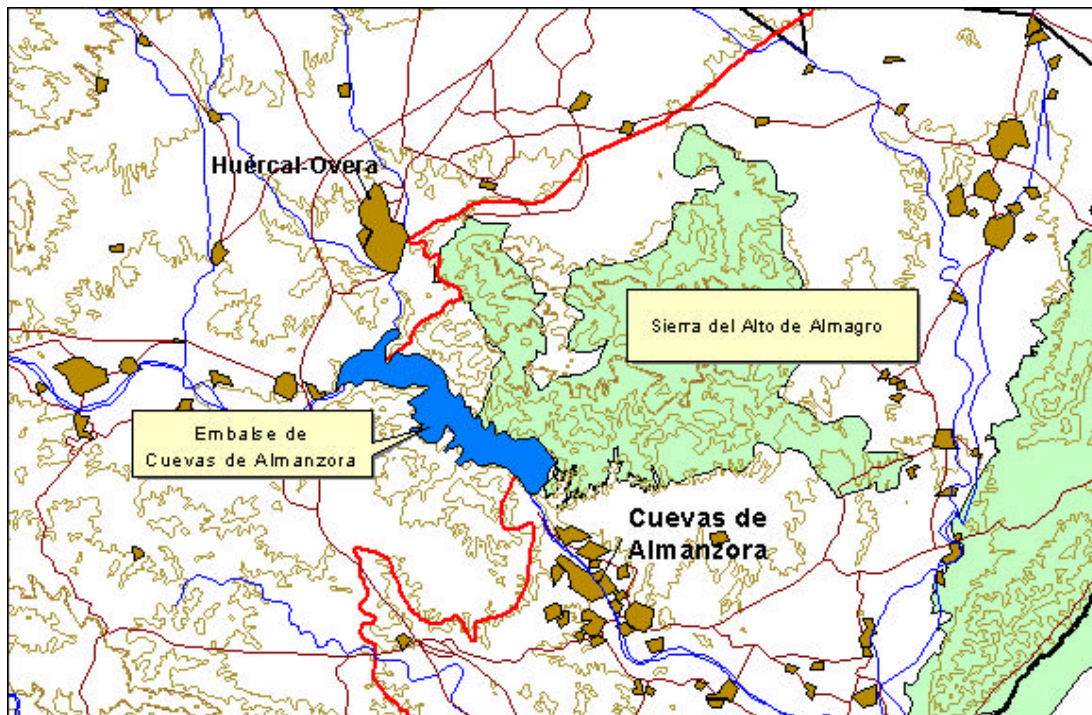 Huércal-Overa
Sierra del Alto de Almagro
Embalse de
Cuevas de Almanzora
Cuevas de
Almanzora